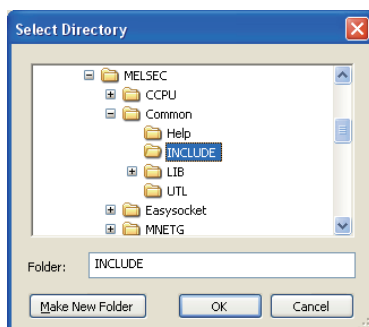 Select Directory
MELSEC
CCPU
Common
Help
INCLUDE
LIB
UTL
Easysocket
MNETG
Folder: INCLUDE
Make New Folder OK Cancel